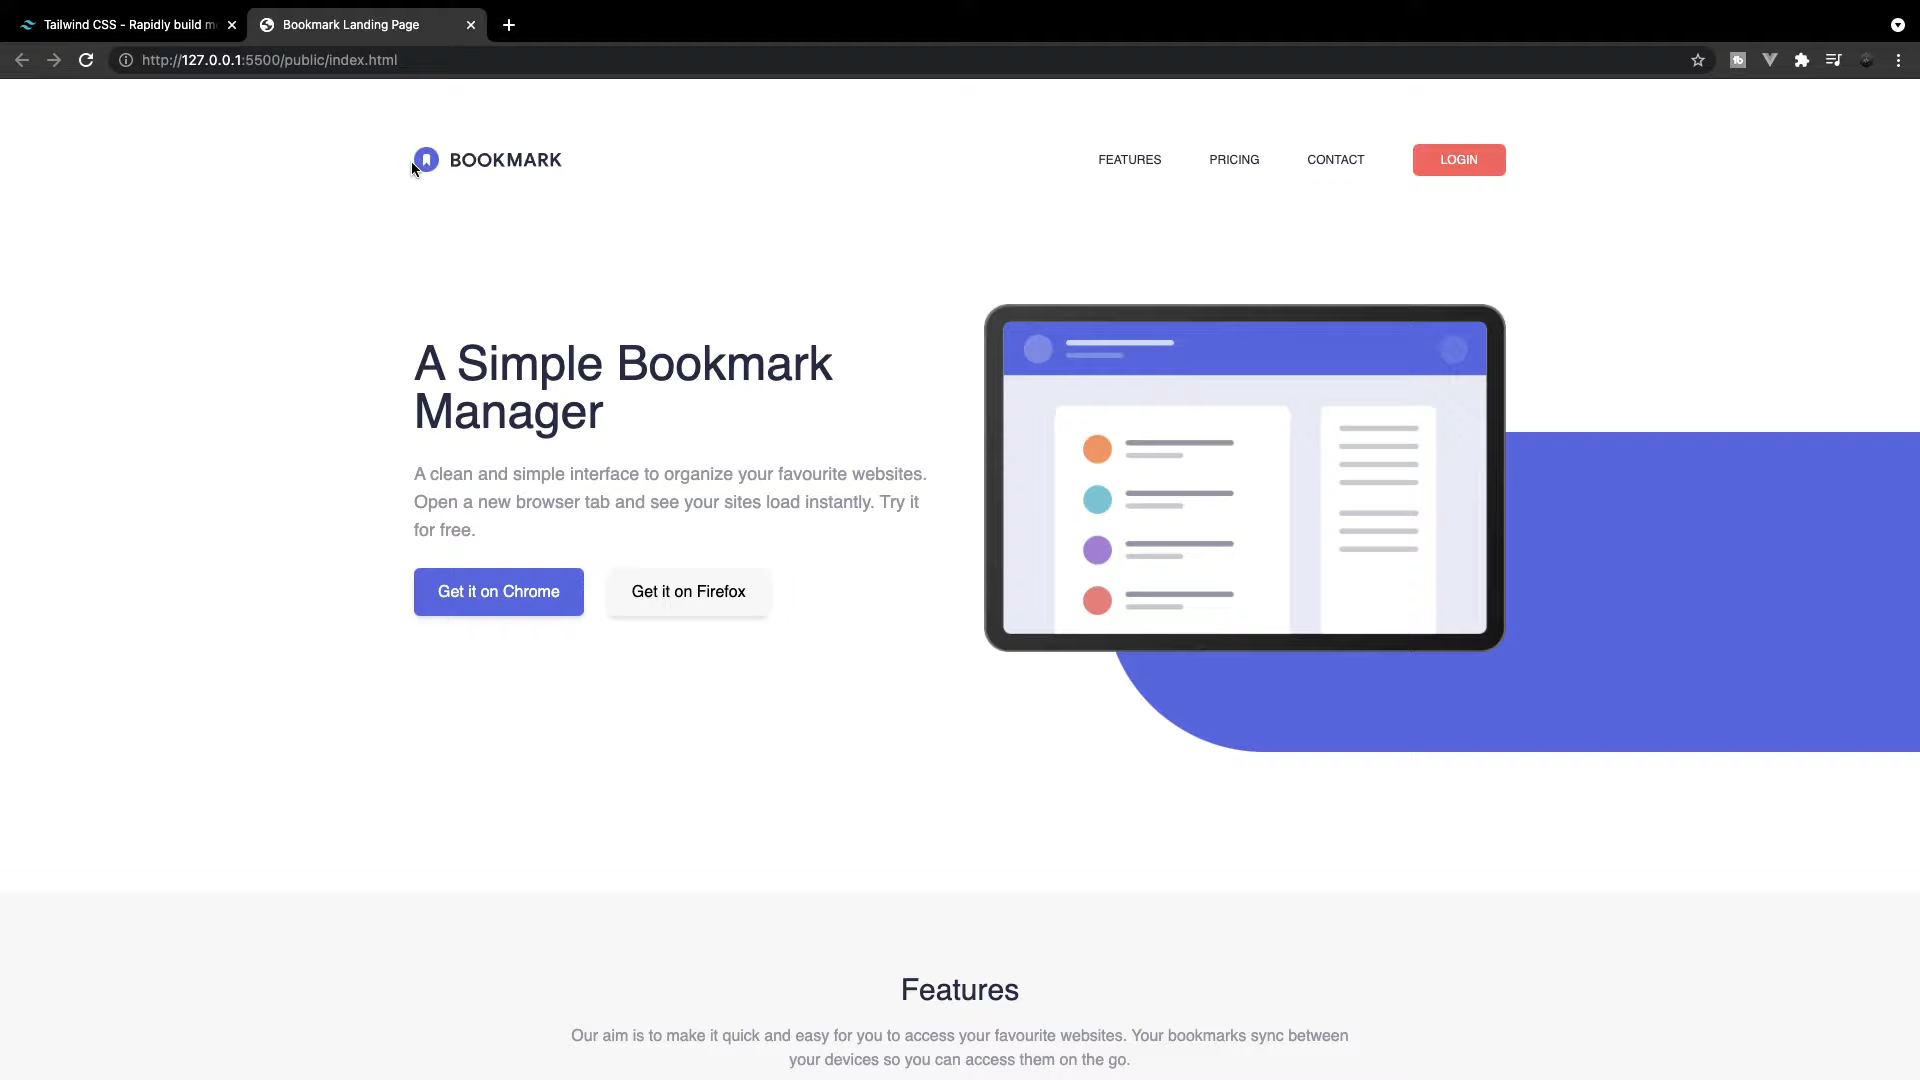 Tailwind CSS - Rapidly build m
Bookmark Landing Page
http://127.0.0.1:5500/public/index.html
BOOKMARK
FEATURES
PRICING
CONTACT
LOGIN
A Simple Bookmark
Manager
A clean and simple interface to organize your favourite websites.
Open a new browser tab and see your sites load instantly. Try it
for free.
Get it on Chrome
Get it on Firefox
Features
Our aim is to make it quick and easy for you to access your favourite websites. Your bookmarks sync between
your devices so you can access them on the go.